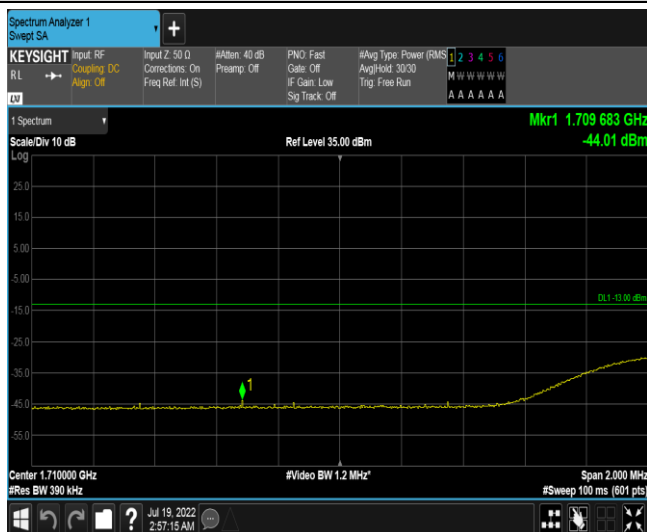 Spectrum Analyzer 1
Swept SA
+
KEYSIGHT
RL
LXI
Input: RF
Coupling: DC
Align: Off
Input Z: 50 Ω
Corrections: On
Freq Ref: Int (S)
#Atten: 40 dB
Preamp: Off
PNO: Fast
Gate: Off
IF Gain: Low
Sig Track: Off
#Avg Type: Power (RMS
Avg|Hold: 30/30
Trig: Free Run
1 2 3 4 5 6
M W W W W W
A A A A A A
1 Spectrum
Mkr1 1.709 683 GHz
Scale/Div 10 dB
Ref Level 35.00 dBm
-44.01 dBm
Log
25.0
15.0
5.00
-5.00
DL1 -13.00 dBm
-15.0
-25.0
-35.0
1
-45.0
-55.0
Center 1.710000 GHz
#Video BW 1.2 MHz*
Span 2.000 MHz
#Res BW 390 kHz
#Sweep 100 ms (601 pts)
?
Jul 19, 2022
2:57:15 AM